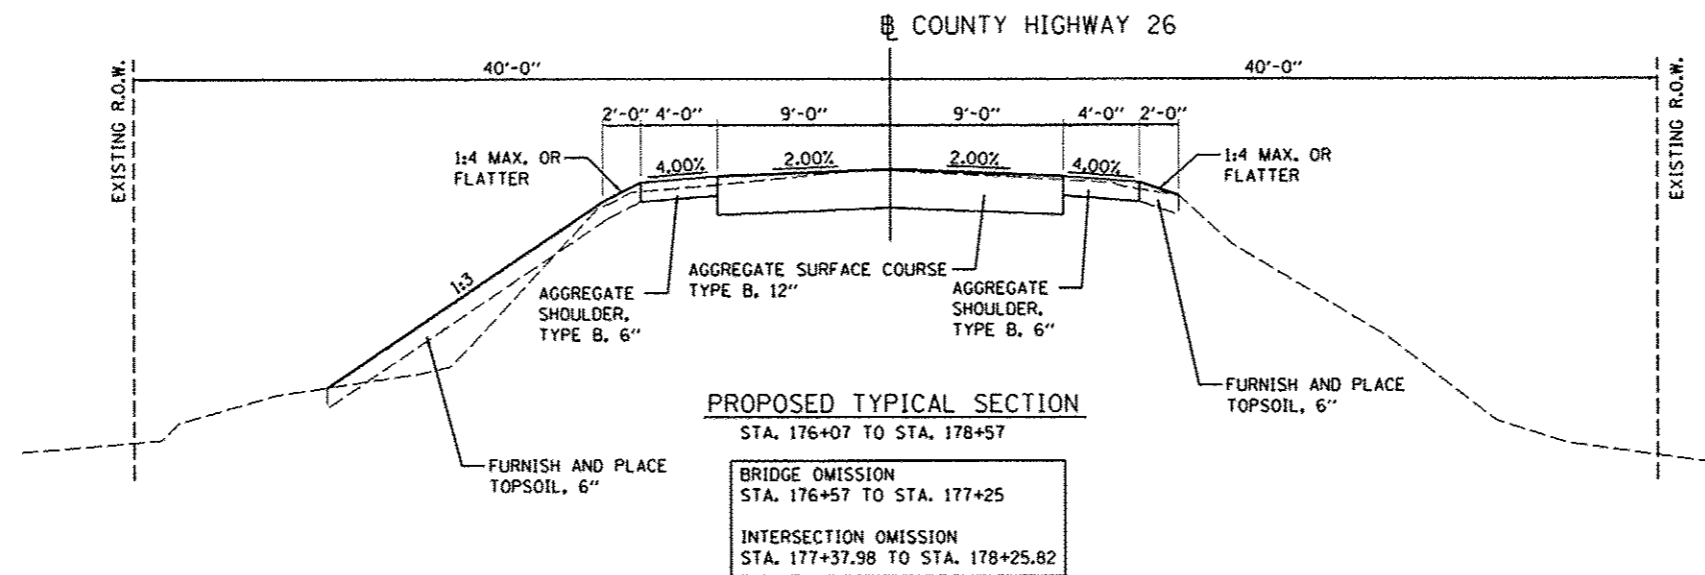 ℄ COUNTY HIGHWAY 26
EXISTING R.O.W.
40'-0"
40'-0"
EXISTING R.O.W.
2'-0" 4'-0" 9'-0" 9'-0" 4'-0" 2'-0"
1:4 MAX. OR
FLATTER
4.00% 2.00% 2.00% 4.00%
1:4 MAX. OR
FLATTER
1:3
AGGREGATE
SHOULDER,
TYPE B, 6"
AGGREGATE SURFACE COURSE
TYPE B, 12"
AGGREGATE
SHOULDER,
TYPE B, 6"
FURNISH AND PLACE
TOPSOIL, 6"
PROPOSED TYPICAL SECTION
STA. 176+07 TO STA. 178+57
FURNISH AND PLACE
TOPSOIL, 6"
BRIDGE OMISSION
STA. 176+57 TO STA. 177+25
INTERSECTION OMISSION
STA. 177+37.98 TO STA. 178+25.82